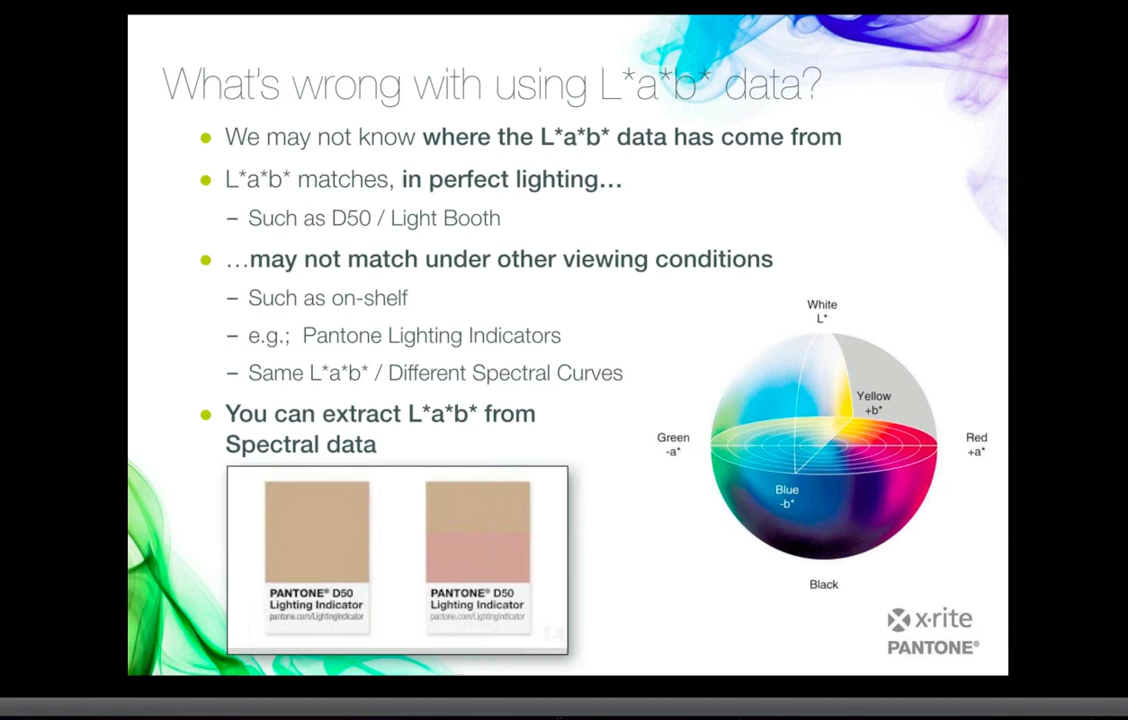 What's wrong with using L*a*b* data?
We may not know where the L*a*b* data has come from
L*a*b* matches, in perfect lighting…
– Such as D50 / Light Booth
…may not match under other viewing conditions
– Such as on-shelf
– e.g.; Pantone Lighting Indicators
– Same L*a*b* / Different Spectral Curves
You can extract L*a*b* from
Spectral data
PANTONE® D50
Lighting Indicator
pantone.com/LightingIndicator
PANTONE® D50
Lighting Indicator
pantone.com/LightingIndicator
White
L*
Yellow
+b*
Green
-a*
Red
+a*
Blue
-b*
Black
x·rite
PANTONE®